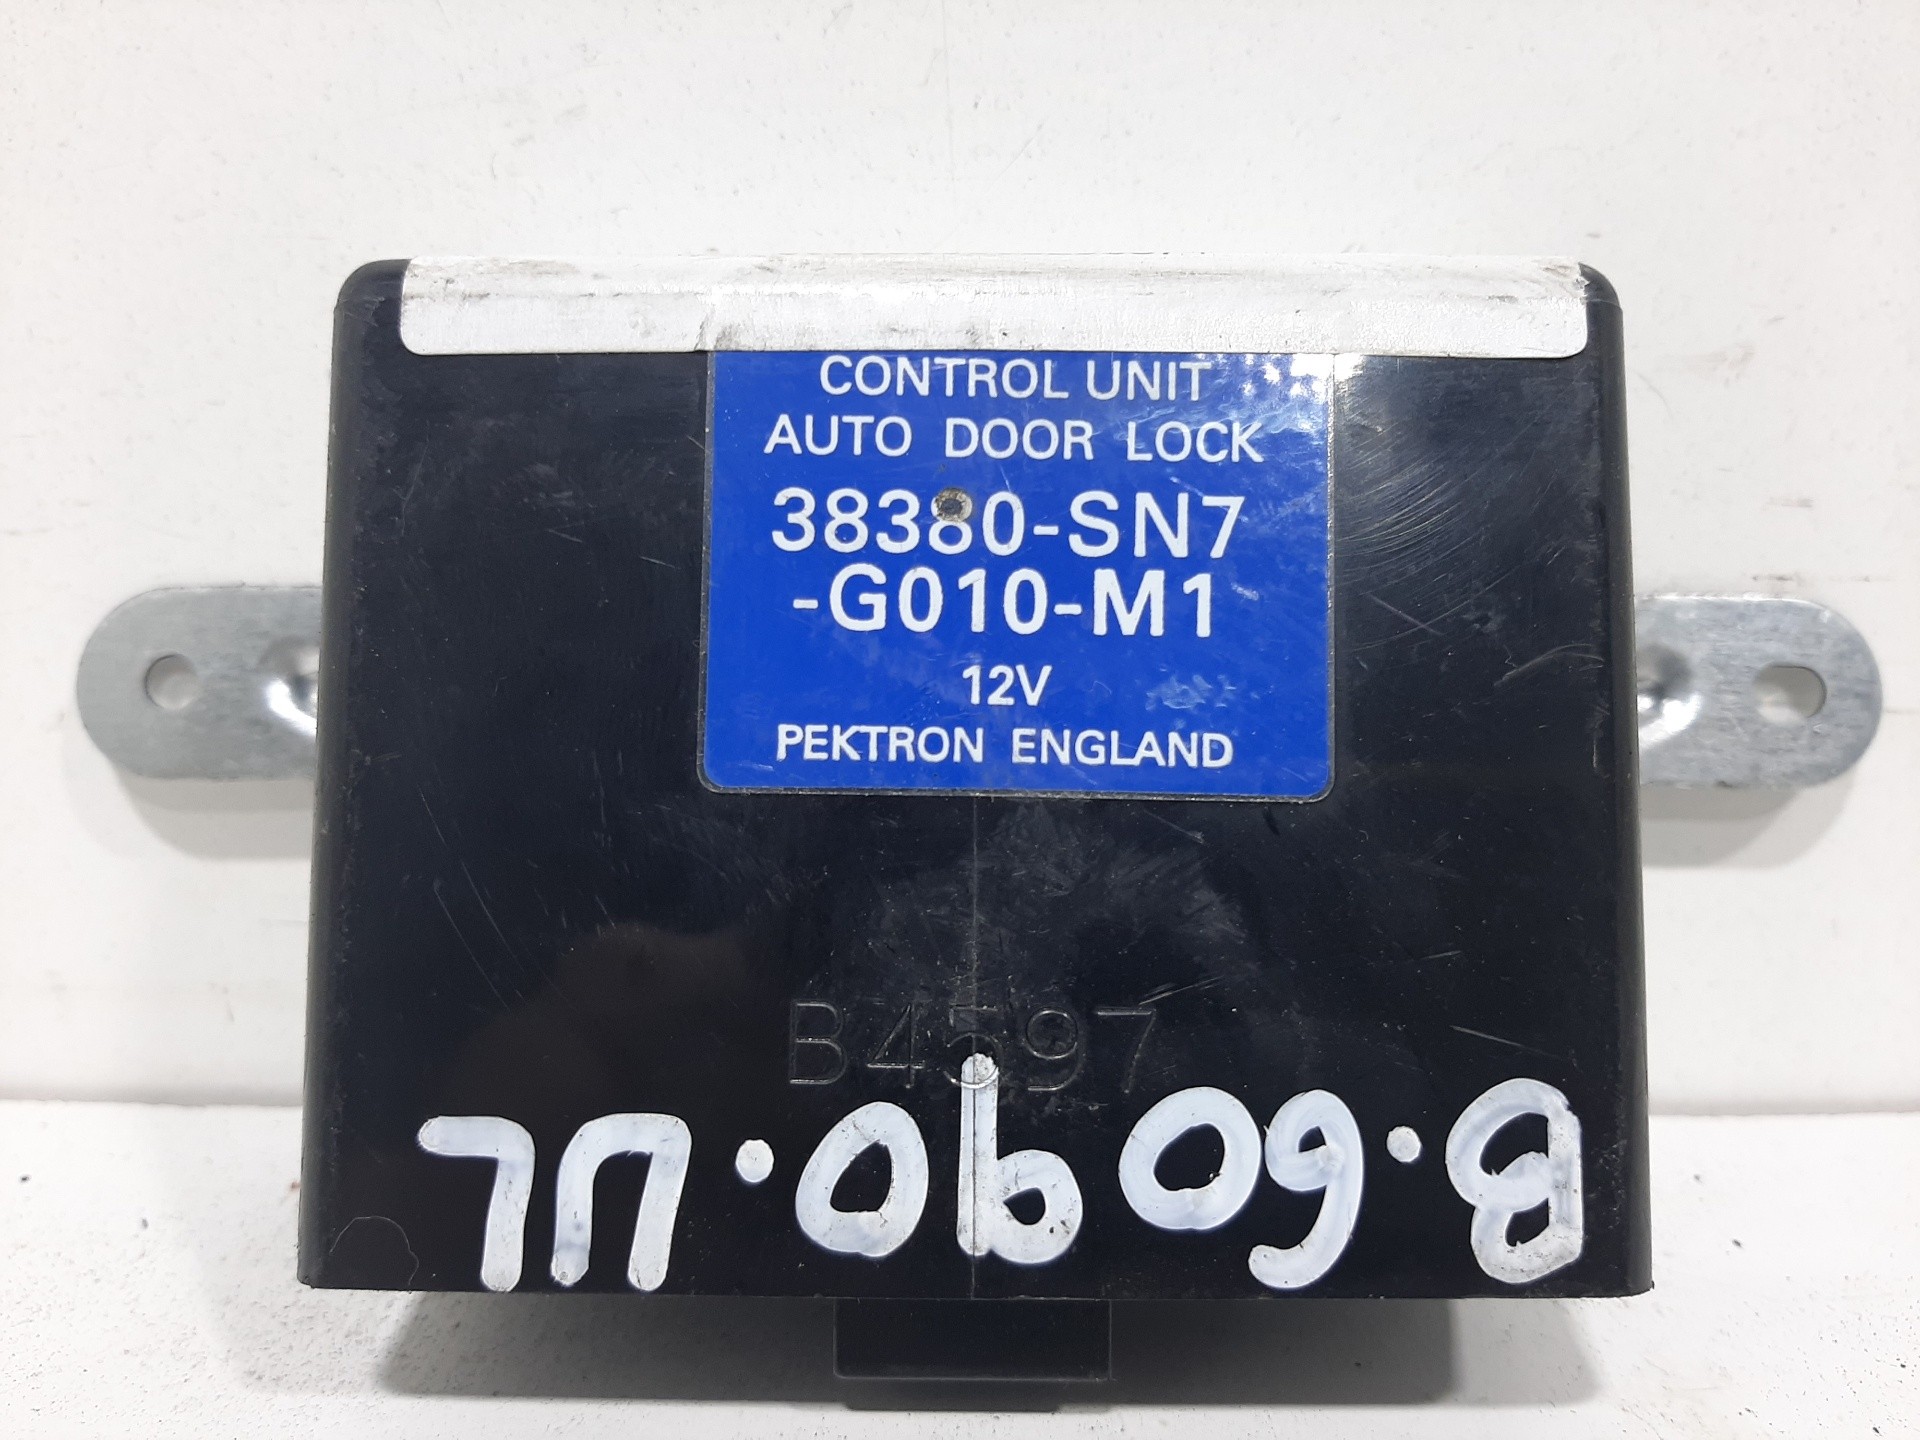 CONTROL UNIT
AUTO DOOR LOCK
38380-SN7
-G010-M1
12V
PEKTRON ENGLAND
B4597
B.6090.UL